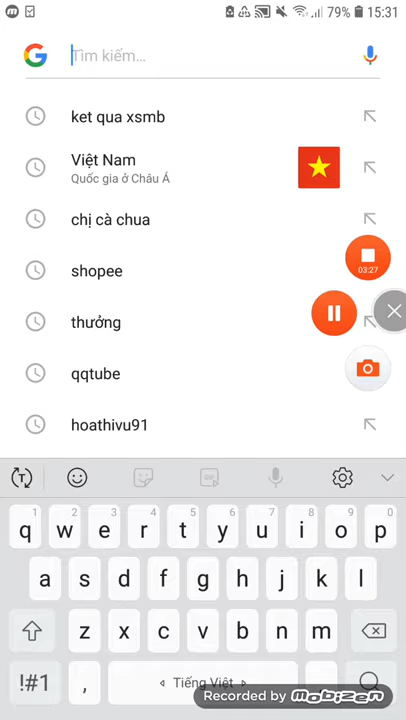 79% 15:31
Tìm kiếm...
ket qua xsmb
Việt Nam
Quốc gia ở Châu Á
chị cà chua
shopee
03:27
thưởng
qqtube
hoathivu91
T
GIF
1 2 3 4 5 6 7 8 9 0
q w e r t y u i o p
a s d f g h j k l
z x c v b n m
!#1 , Tiếng Việt
Recorded by mobizen